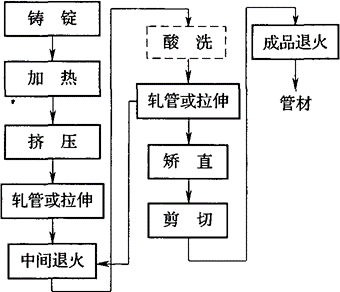 铸 锭
加 热
挤 压
轧管或拉伸
中间退火
酸 洗
轧管或拉伸
矫 直
剪 切
成品退火
管材